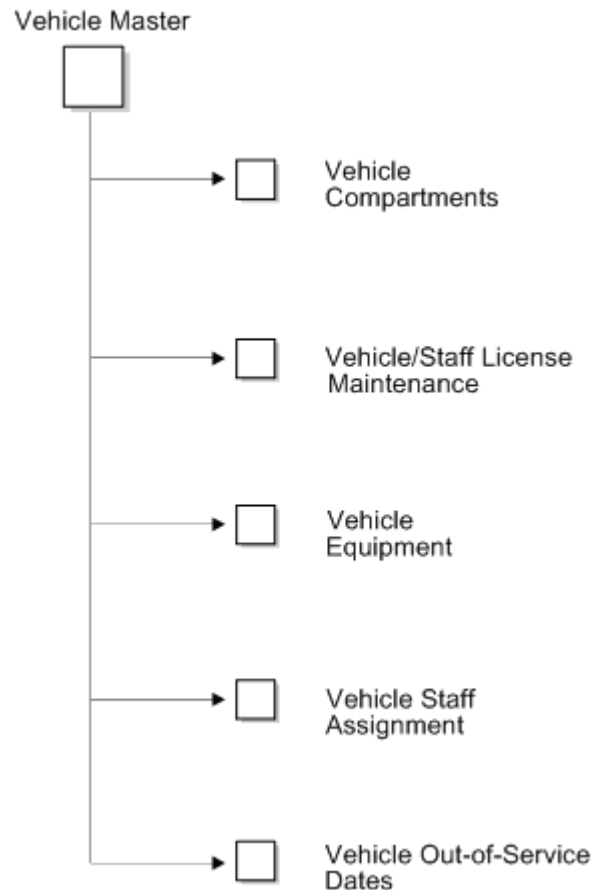 Vehicle Master
Vehicle
Compartments
Vehicle/Staff License
Maintenance
Vehicle
Equipment
Vehicle Staff
Assignment
Vehicle Out-of-Service
Dates